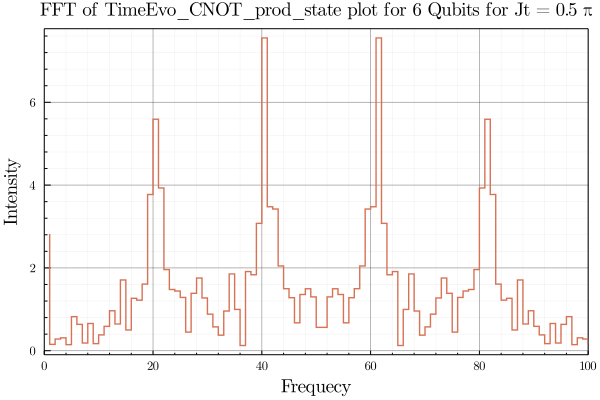 FFT of TimeEvo_CNOT_prod_state plot for 6 Qubits for Jt = 0.5 π
6
4
2
0
Intensity
0 20 40 60 80 100
Frequecy